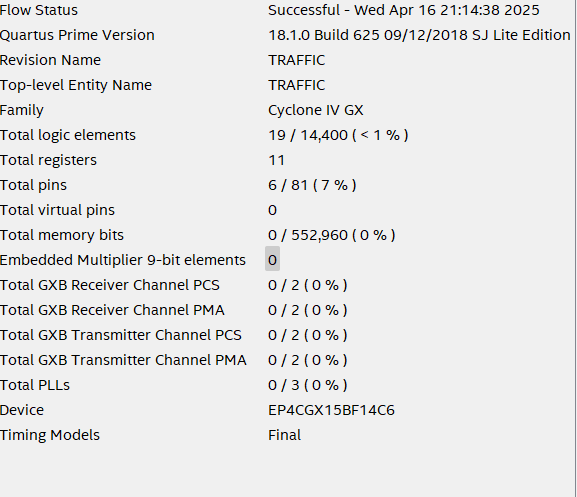 Flow Status Successful - Wed Apr 16 21:14:38 2025
Quartus Prime Version 18.1.0 Build 625 09/12/2018 SJ Lite Edition
Revision Name TRAFFIC
Top-level Entity Name TRAFFIC
Family Cyclone IV GX
Total logic elements 19 / 14,400 ( < 1 % )
Total registers 11
Total pins 6 / 81 ( 7 % )
Total virtual pins 0
Total memory bits 0 / 552,960 ( 0 % )
Embedded Multiplier 9-bit elements 0
Total GXB Receiver Channel PCS 0 / 2 ( 0 % )
Total GXB Receiver Channel PMA 0 / 2 ( 0 % )
Total GXB Transmitter Channel PCS 0 / 2 ( 0 % )
Total GXB Transmitter Channel PMA 0 / 2 ( 0 % )
Total PLLs 0 / 3 ( 0 % )
Device EP4CGX15BF14C6
Timing Models Final